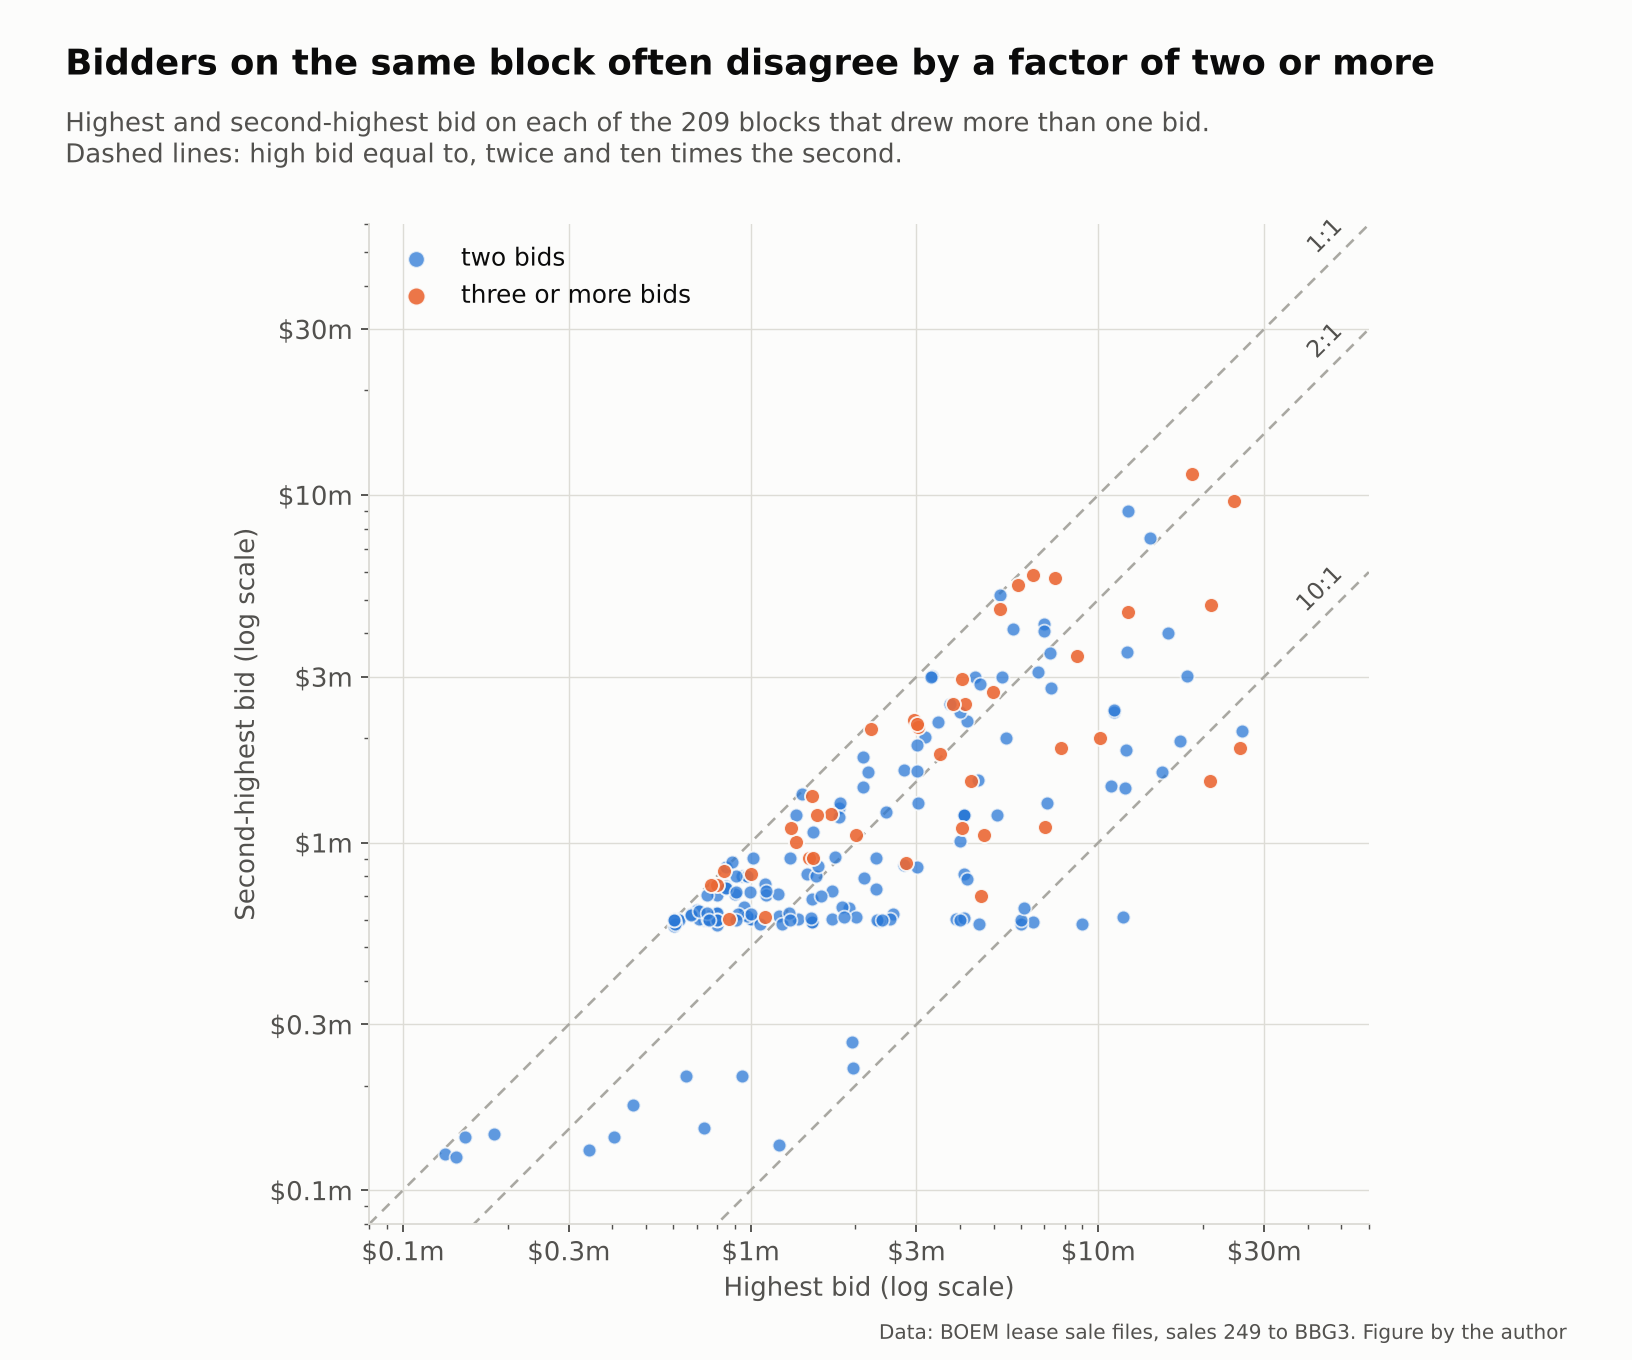 Bidders on the same block often disagree by a factor of two or more
Highest and second-highest bid on each of the 209 blocks that drew more than one bid.
Dashed lines: high bid equal to, twice and ten times the second.
two bids
three or more bids
1:1
2:1
10:1
Second-highest bid (log scale)
$30m
$10m
$3m
$1m
$0.3m
$0.1m
$0.1m
$0.3m
$1m
$3m
$10m
$30m
Highest bid (log scale)
Data: BOEM lease sale files, sales 249 to BBG3. Figure by the author